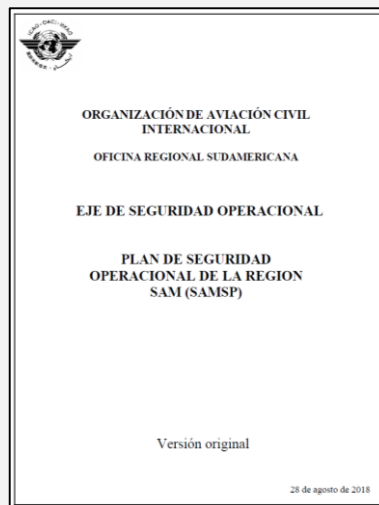 ORGANIZACIÓN DE AVIACIÓN CIVIL
INTERNACIONAL
OFICINA REGIONAL SUDAMERICANA
EJE DE SEGURIDAD OPERACIONAL
PLAN DE SEGURIDAD
OPERACIONAL DE LA REGION
SAM (SAMSP)
Versión original
28 de agosto de 2018